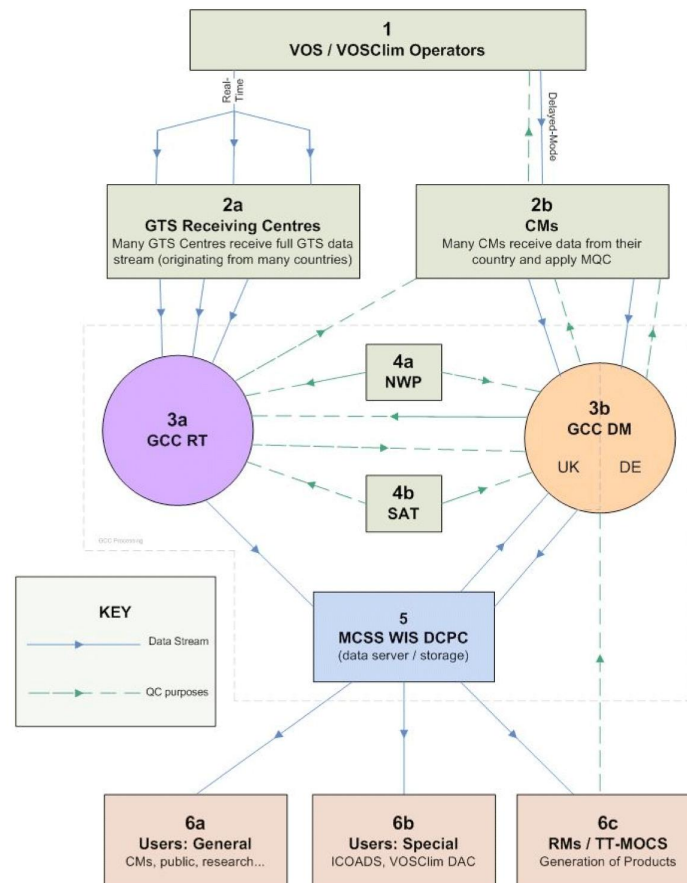 1
VOS / VOSClim Operators
Real-
Time
Delayed-Mode
2a
GTS Receiving Centres
Many GTS Centres receive full GTS data
stream (originating from many countries)
2b
CMs
Many CMs receive data from their
country and apply MQC
3a
GCC RT
4a
NWP
3b
GCC DM
UK DE
4b
SAT
GCC Processing
KEY
Data Stream
QC purposes
5
MCSS WIS DCPC
(data server / storage)
6a
Users: General
CMs, public, research...
6b
Users: Special
ICOADS, VOSClim DAC
6c
RMs / TT-MOCS
Generation of Products